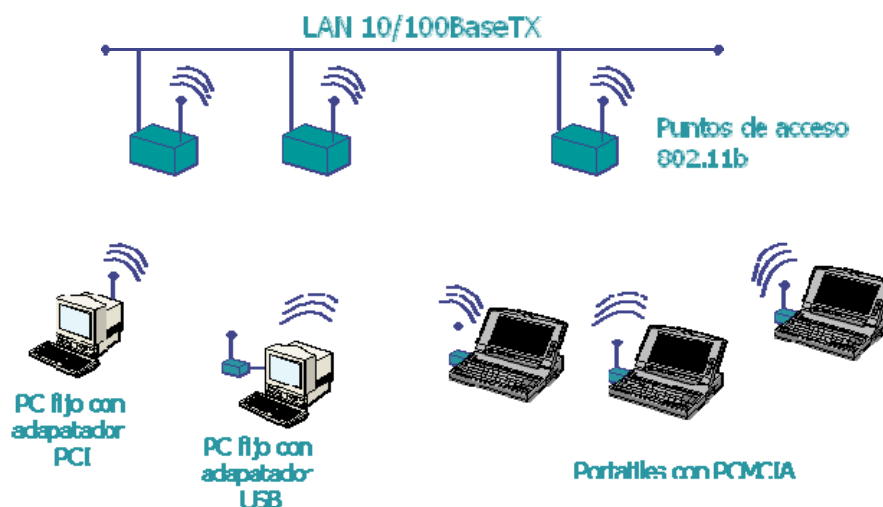 LAN 10/100BaseTX
Puntos de acceso
802.11b
PC fijo con
adapatador
PCI
PC fijo con
adapatador
USB
Portatiles con PCMCIA